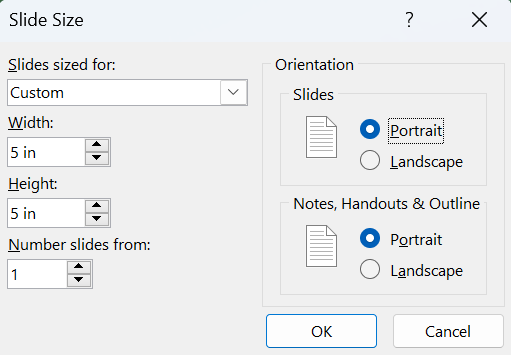 Slide Size
?
Slides sized for:
Custom
Width:
5 in
Height:
5 in
Number slides from:
1
Orientation
Slides
Portrait
Landscape
Notes, Handouts & Outline
Portrait
Landscape
OK
Cancel